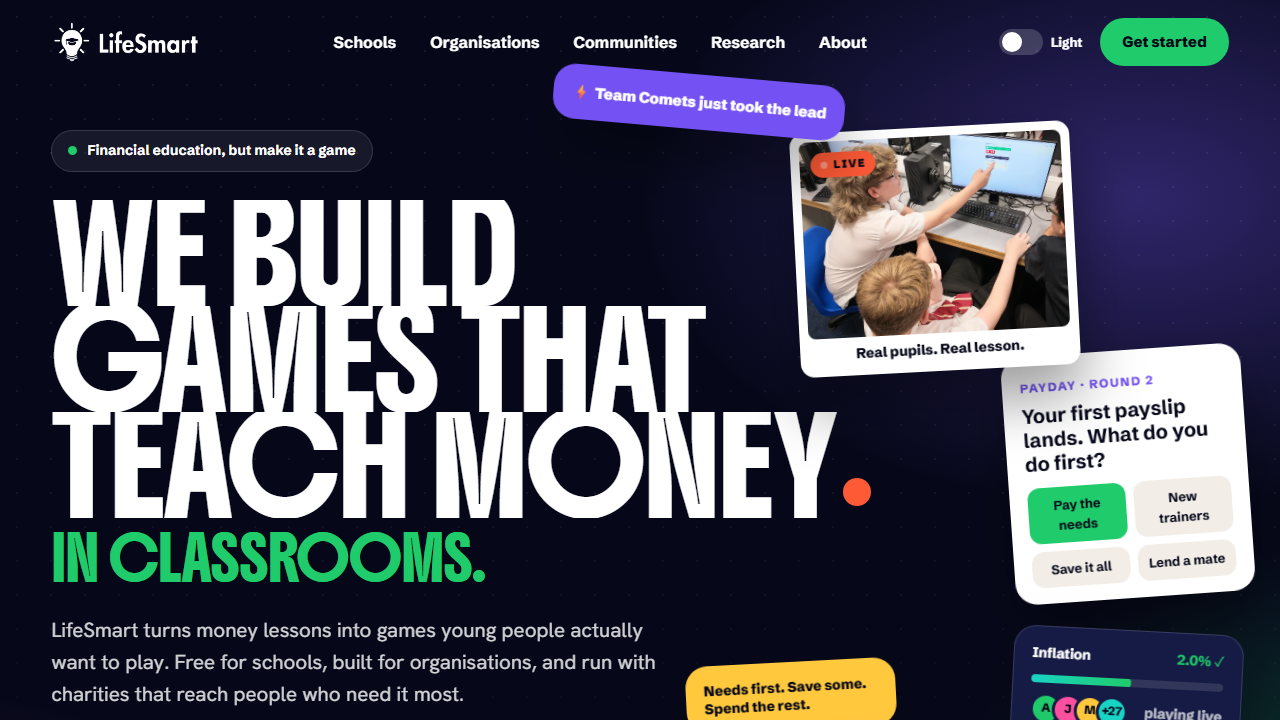 LifeSmart
Schools
Organisations
Communities
Research
About
Light
Get started
⚡ Team Comets just took the lead
Financial education, but make it a game
LIVE
WE BUILD
GAMES THAT
TEACH MONEY.
IN CLASSROOMS.
Real pupils. Real lesson.
PAYDAY · ROUND 2
Your first payslip
lands. What do you
do first?
Pay the
needs
New
trainers
Save it all
Lend a mate
LifeSmart turns money lessons into games young people actually
want to play. Free for schools, built for organisations, and run with
charities that reach people who need it most.
Needs first. Save some.
Spend the rest.
Inflation
2.0% ✓
A
J
M
+27
playing live